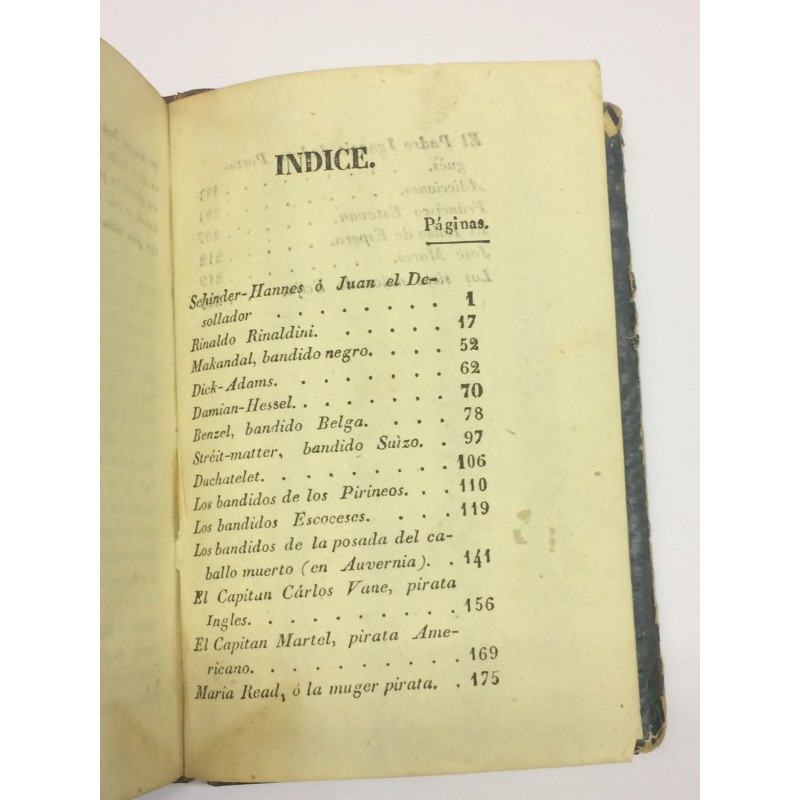 INDICE.
Páginas.
Sehinder-Hannes ó Juan el De-
sollador . . . . . . . . 1
Rinaldo Rinaldini. . . . . . 17
Makandal, bandido negro. . . . 52
Dick-Adams. . . . . . . . 62
Damian-Hessel. . . . . . . 70
Benzel, bandido Belga. . . . 78
Stréit-matter, bandido Suizo. . 97
Duchatelet. . . . . . . . 106
Los bandidos de los Pirineos. . . 110
Los bandidos Escoceses. . . . 119
Los bandidos de la posada del ca-
ballo muerto (en Auvernia). . 141
El Capitan Cárlos Vane, pirata
Ingles. . . . . . . . . 156
El Capitan Martel, pirata Ame-
ricano. . . . . . . . . 169
Maria Read, ó la muger pirata. . 175